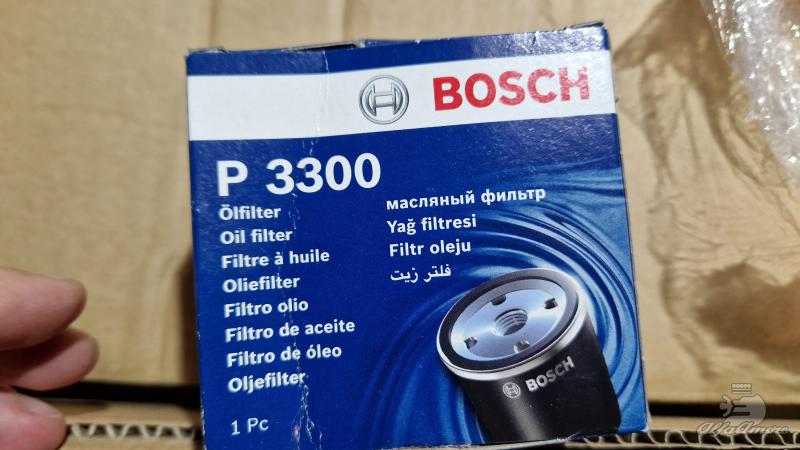 BOSCH
P 3300
Ölfilter
Oil filter
Filtre à huile
Oliefilter
Filtro olio
Filtro de aceite
Filtro de óleo
Oljefilter
1 Pc
масляный фильтр
Yağ filtresi
Filtr oleju
فلتر زيت
BOSCH
AlfaAmore